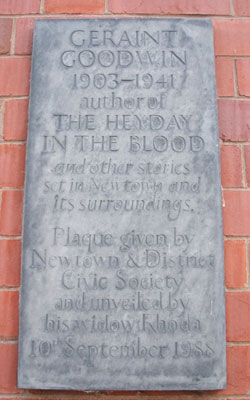 GERAINT
GOODWIN
1903-1941
author of
THE HEYDAY
IN THE BLOOD
and other stories
set in Newtown and
its surroundings.
Plaque given by
Newtown & District
Civic Society
and unveiled by
his widow Rhoda
10th September 1988